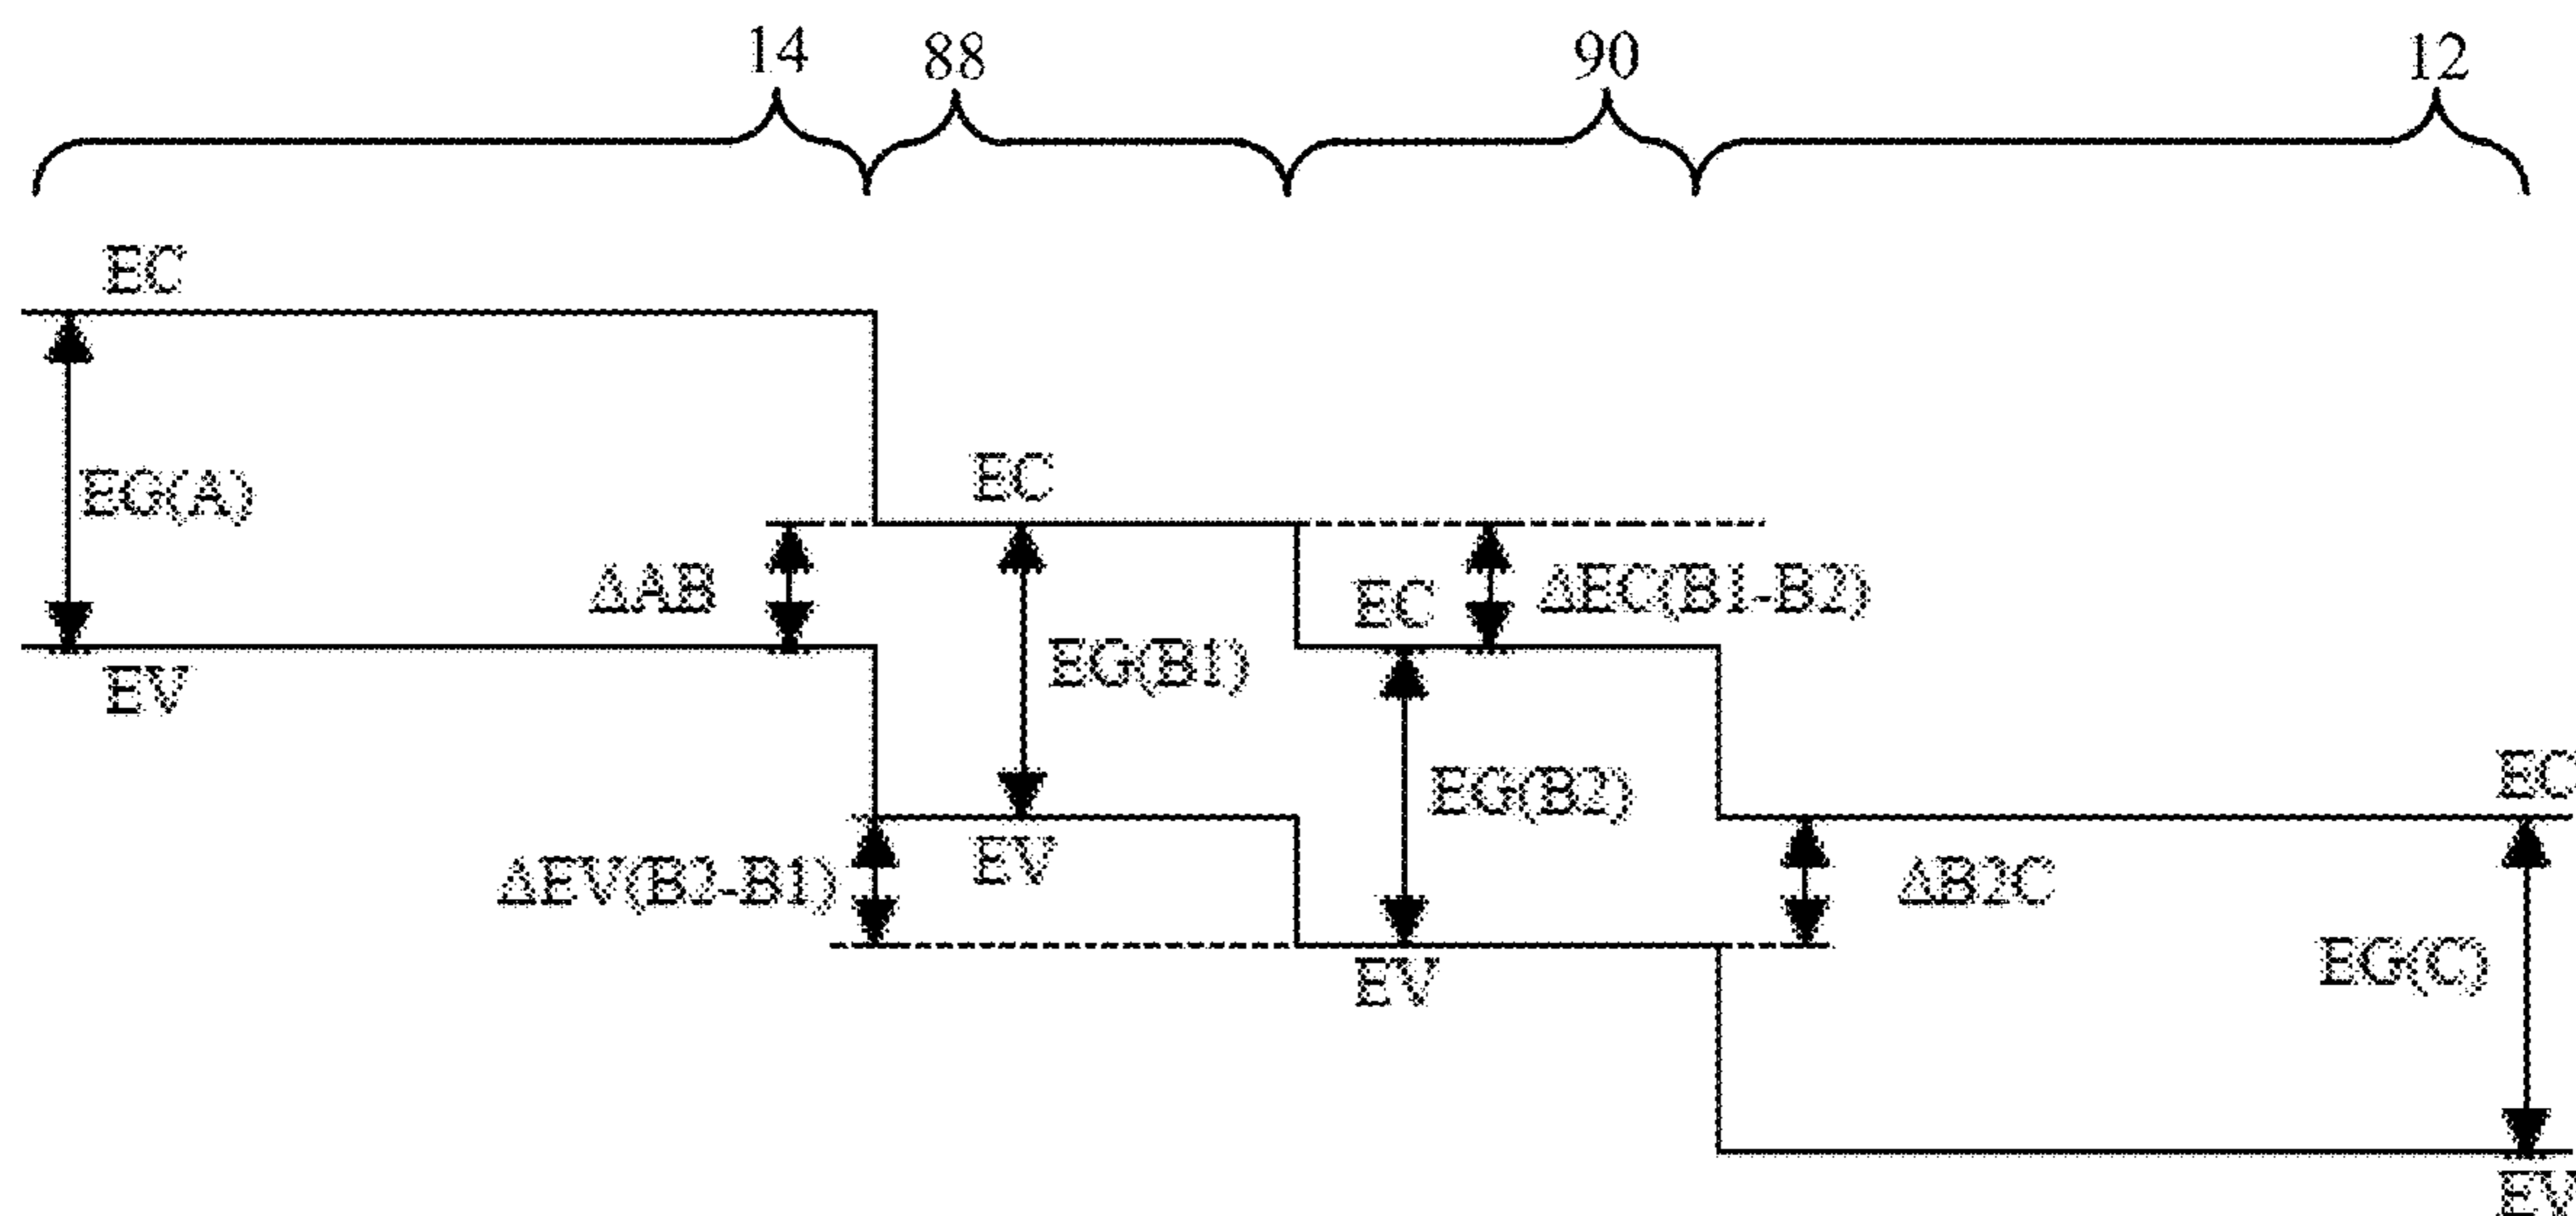 14
88
90
12
EC
EG(A)
EV
ΔAB
EC
EG(B1)
EV
ΔEV(B2-B1)
EC
ΔEC(B1-B2)
EG(B2)
EV
ΔB2C
EC
EG(C)
EV